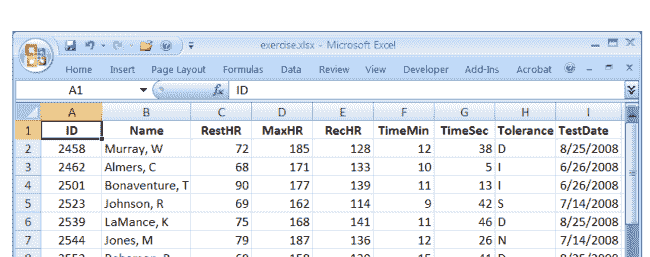 exercise.xlsx - Microsoft Excel
Home Insert Page Layout Formulas Data Review View Developer Add-Ins Acrobat
A1 fx ID
A B C D E F G H I
1 ID Name RestHR MaxHR RecHR TimeMin TimeSec Tolerance TestDate
2 2458 Murray, W 72 185 128 12 38 D 8/25/2008
3 2462 Almers, C 68 171 133 10 5 I 6/26/2008
4 2501 Bonaventure, T 90 177 139 11 13 I 6/26/2008
5 2523 Johnson, R 69 162 114 9 42 S 7/14/2008
6 2539 LaMance, K 75 168 141 11 46 D 8/25/2008
7 2544 Jones, M 79 187 136 12 26 N 7/14/2008